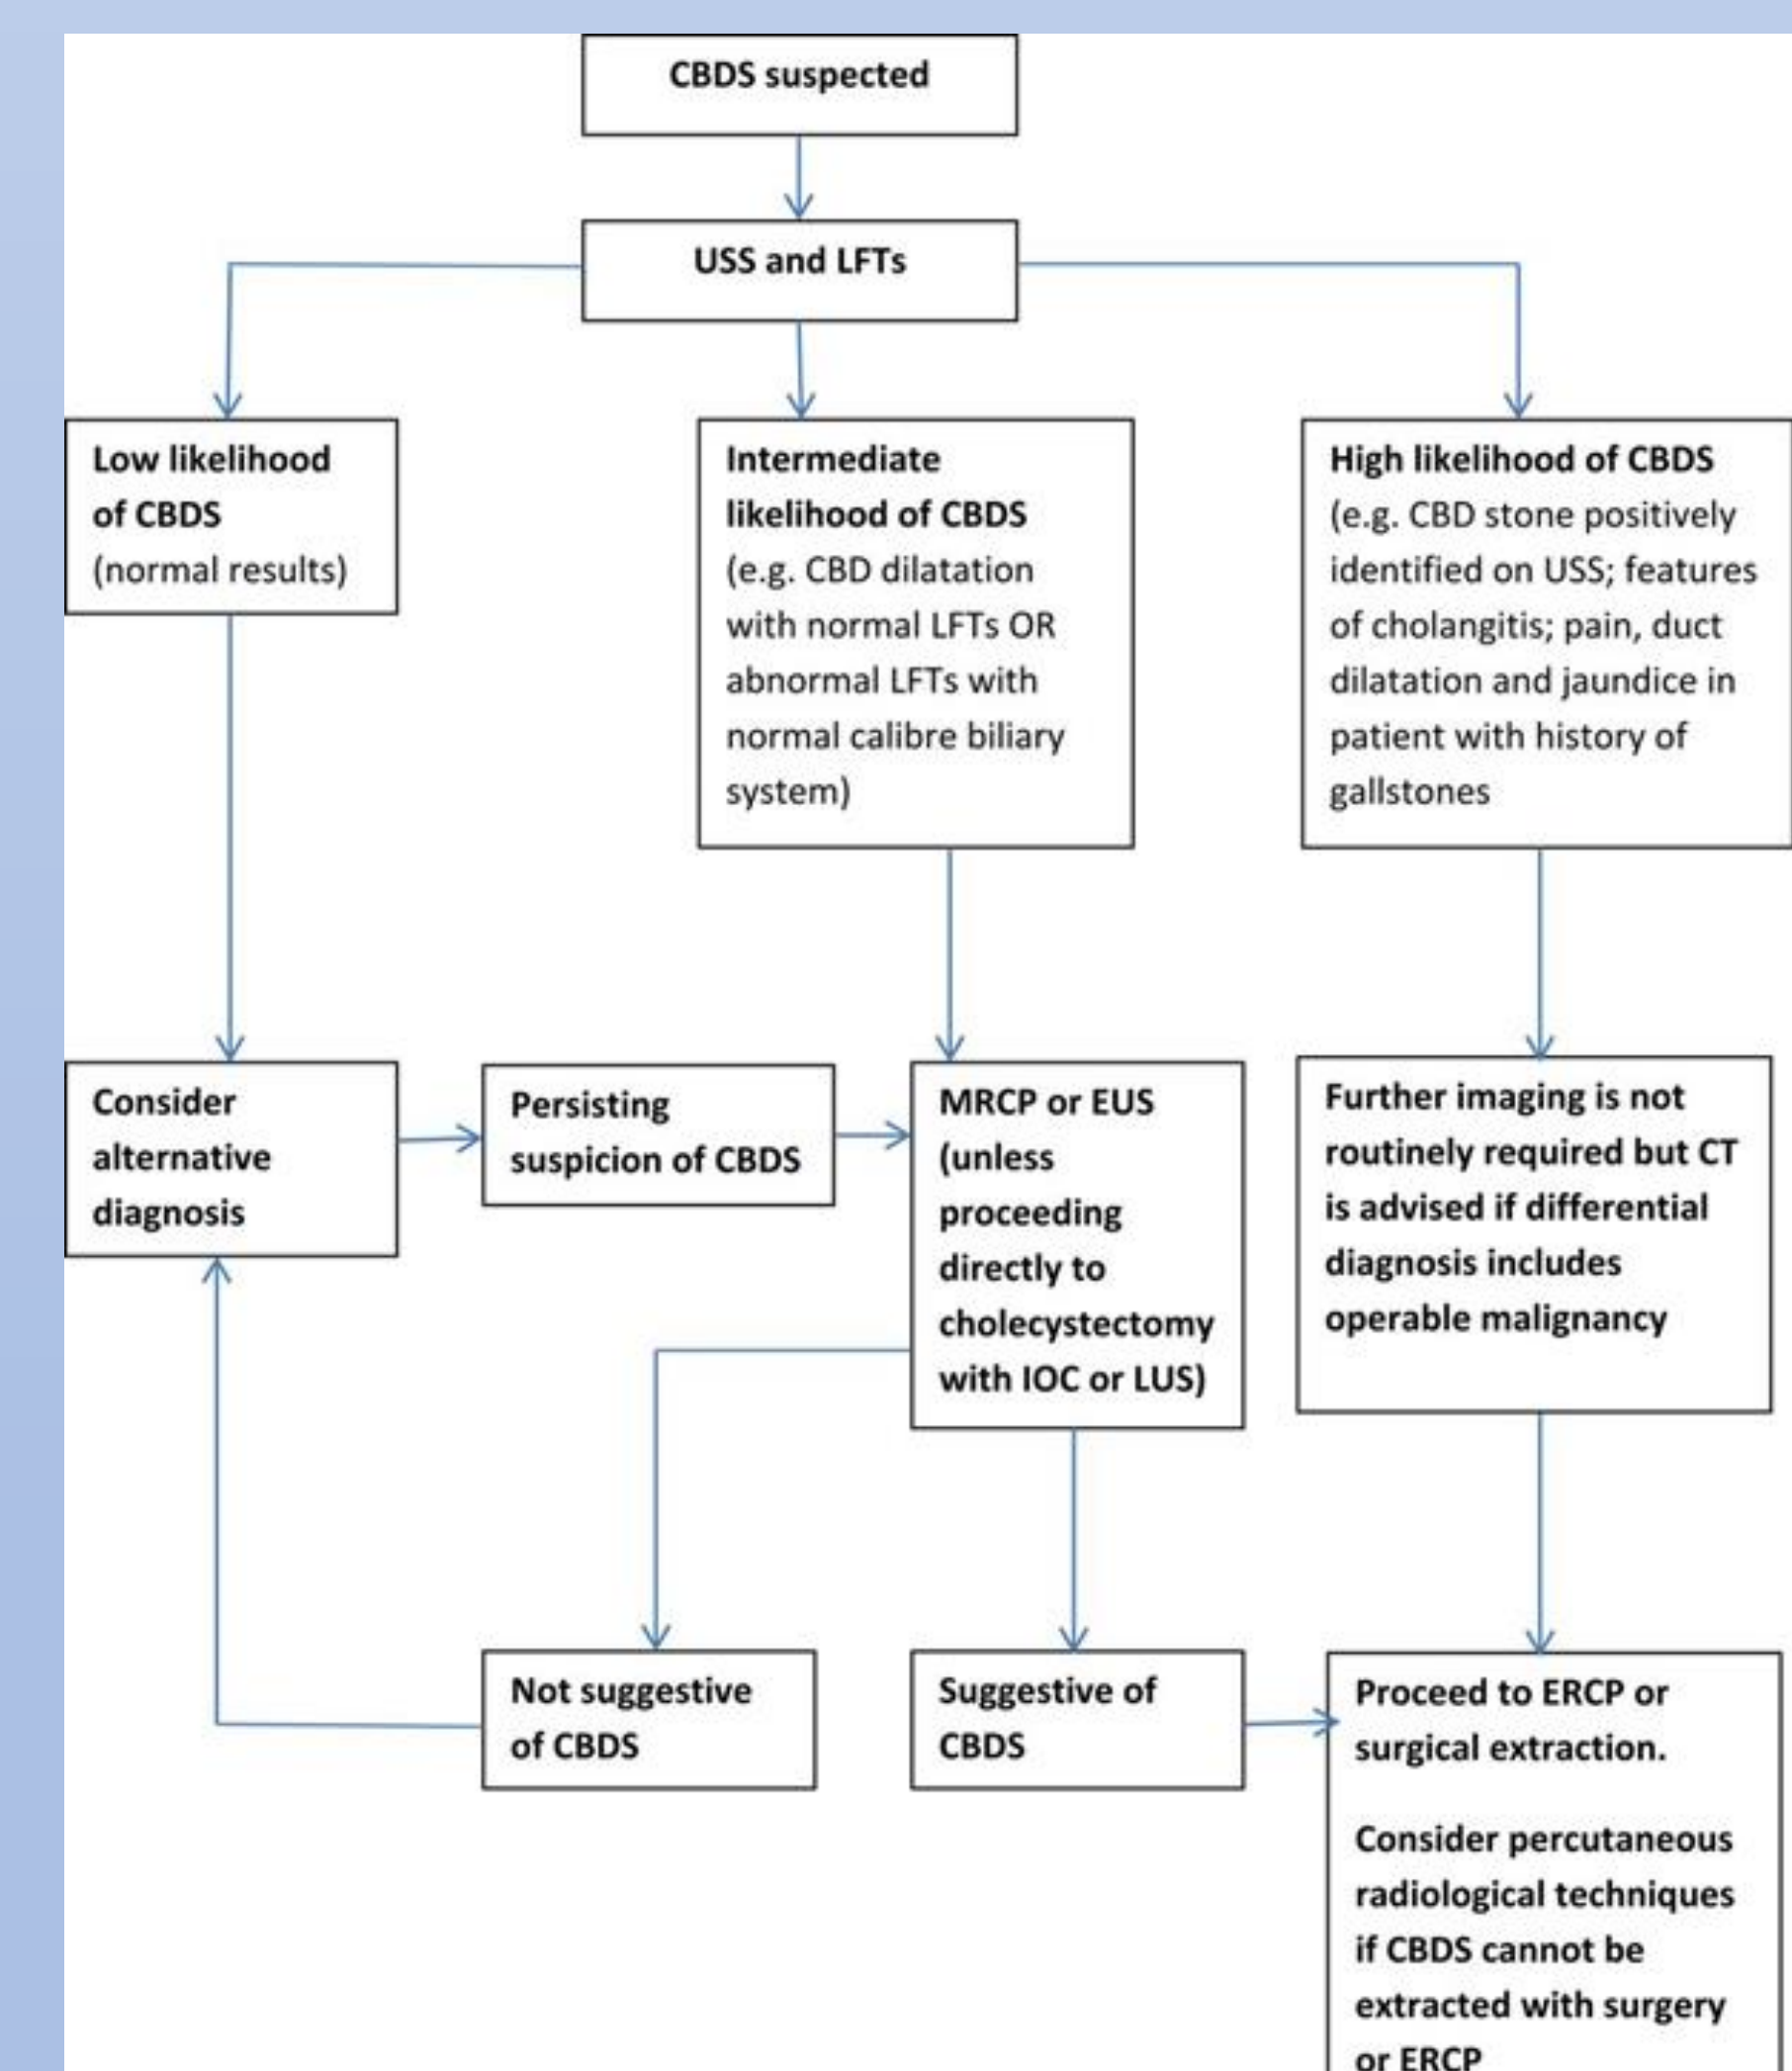 CBDS suspected
USS and LFTs
Low likelihood
of CBDS
(normal results)
Intermediate
likelihood of CBDS
(e.g. CBD dilatation
with normal LFTs OR
abnormal LFTs with
normal calibre biliary
system)
High likelihood of CBDS
(e.g. CBD stone positively
identified on USS; features
of cholangitis; pain, duct
dilatation and jaundice in
patient with history of
gallstones
Consider
alternative
diagnosis
Persisting
suspicion of CBDS
MRCP or EUS
(unless
proceeding
directly to
cholecystectomy
with IOC or LUS)
Further imaging is not
routinely required but CT
is advised if differential
diagnosis includes
operable malignancy
Not suggestive
of CBDS
Suggestive of
CBDS
Proceed to ERCP or
surgical extraction.
Consider percutaneous
radiological techniques
if CBDS cannot be
extracted with surgery
or ERCP